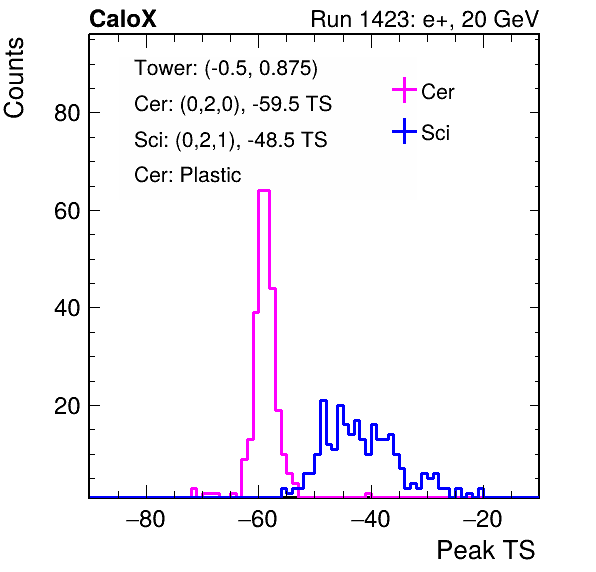 CaloX Run 1423: e+, 20 GeV
Counts
Tower: (-0.5, 0.875)
Cer: (0,2,0), -59.5 TS
Sci: (0,2,1), -48.5 TS
Cer: Plastic
Cer
Sci
80
60
40
20
−80 −60 −40 −20
Peak TS